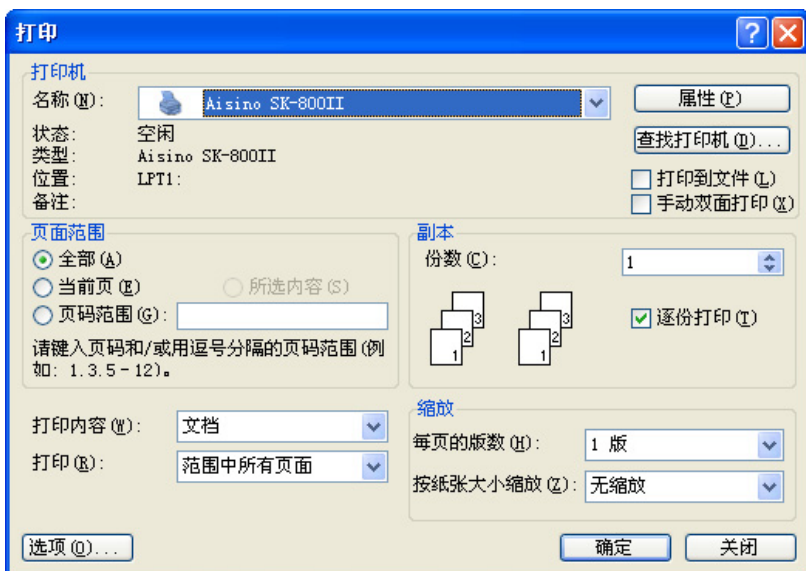 打印
打印机
名称(N): Aisino SK-800II 属性(P)
状态: 空闲 查找打印机(D)...
类型: Aisino SK-800II
位置: LPT1: 打印到文件(L)
备注: 手动双面打印(X)
页面范围
全部(A)
当前页(E) 所选内容(S)
页码范围(G):
请键入页码和/或用逗号分隔的页码范围(例
如: 1.3.5-12)。
副本
份数(C): 1
3 3
2 2
1 1
逐份打印(T)
打印内容(W): 文档
打印(R): 范围中所有页面
缩放
每页的版数(H): 1 版
按纸张大小缩放(Z): 无缩放
选项(O)... 确定 关闭